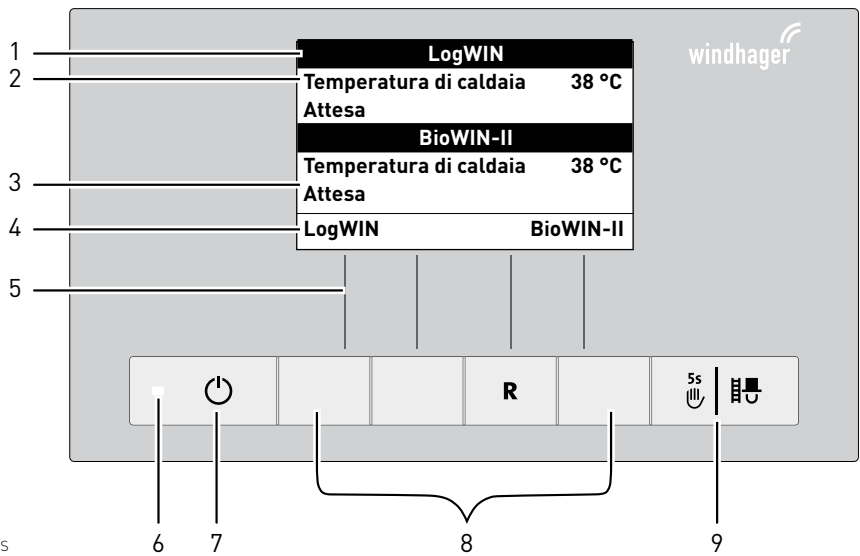 windhager
1
LogWIN
2
Temperatura di caldaia 38 °C
Attesa
BioWIN-II
3
Temperatura di caldaia 38 °C
Attesa
4
LogWIN BioWIN-II
5
R
5s
s
6 7 8 9